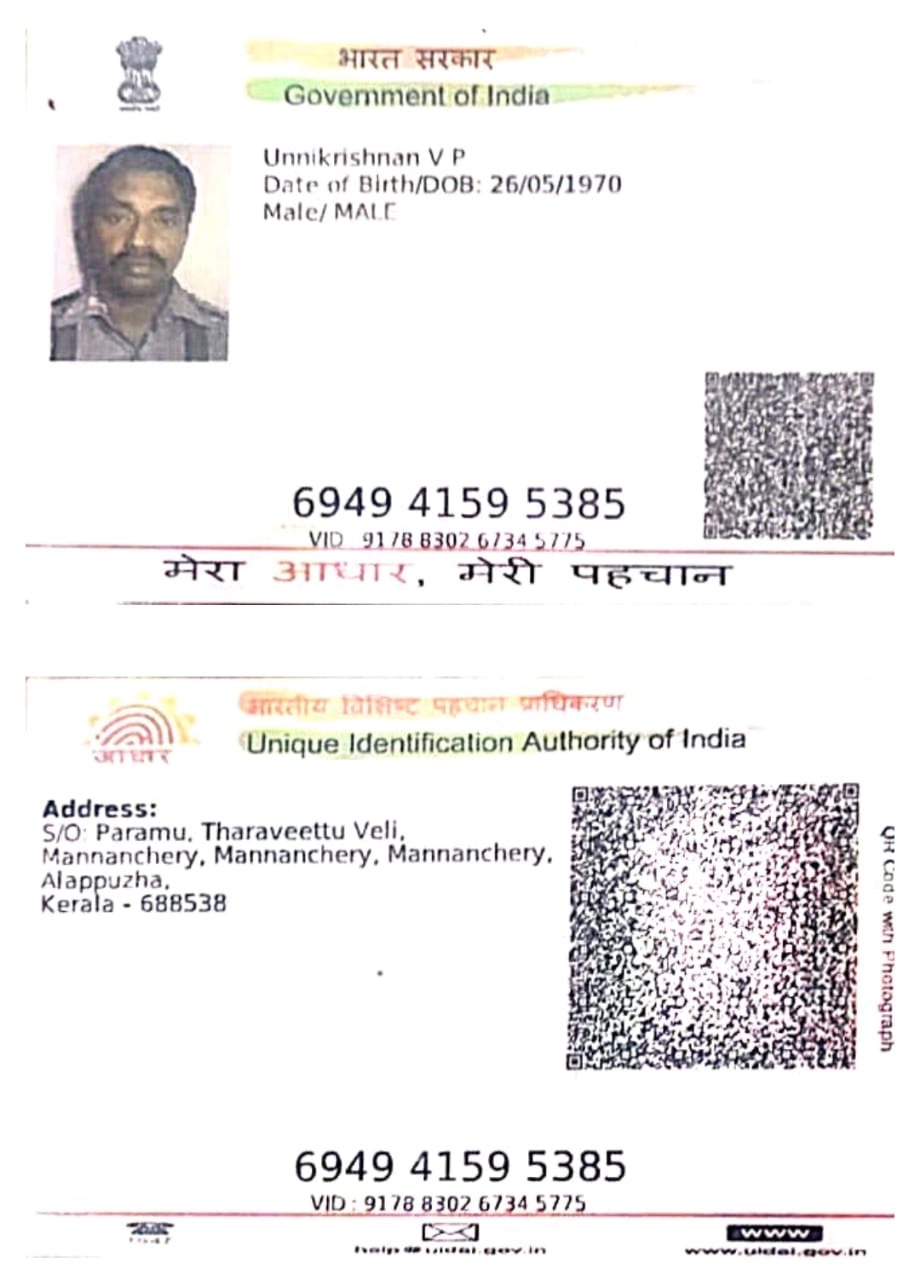 भारत सरकार
Government of India
Unnikrishnan V P
Date of Birth/DOB: 26/05/1970
Male/ MALE
6949 4159 5385
VID 9178 8302 6734 5775
मेरा आधार, मेरी पहचान
भारतीय विशिष्ट पहचान प्राधिकरण
Unique Identification Authority of India
आधार
Address:
S/O: Paramu, Tharaveettu Veli,
Mannanchery, Mannanchery, Mannanchery,
Alappuzha,
Kerala - 688538
QR Code with Photograph
6949 4159 5385
VID : 9178 8302 6734 5775
1947
help@uidai.gov.in
www
www.uidai.gov.in